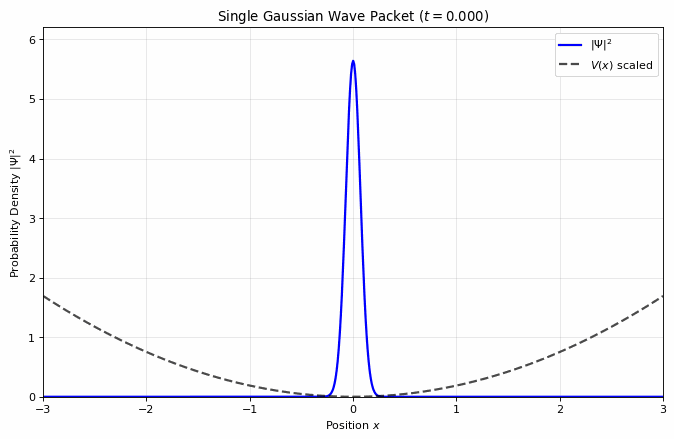 Single Gaussian Wave Packet (t = 0.000)
|Ψ|²
V(x) scaled
Probability Density |Ψ|²
6
5
4
3
2
1
0
−3 −2 −1 0 1 2 3
Position x